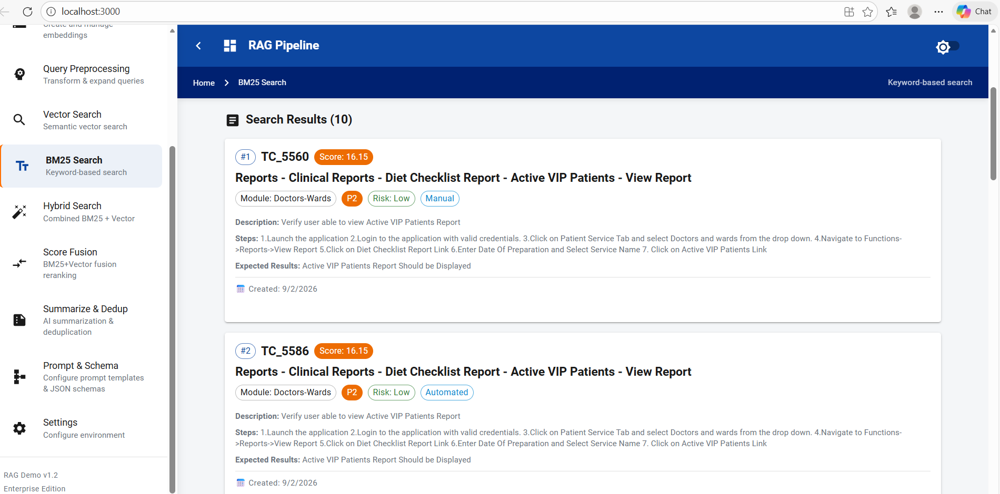 localhost:3000
Chat
Create and manage
embeddings
Query Preprocessing
Transform & expand queries
Vector Search
Semantic vector search
BM25 Search
Keyword-based search
Hybrid Search
Combined BM25 + Vector
Score Fusion
BM25+Vector fusion
reranking
Summarize & Dedup
AI summarization &
deduplication
Prompt & Schema
Configure prompt templates
& JSON schemas
Settings
Configure environment
RAG Demo v1.2
Enterprise Edition
RAG Pipeline
Home > BM25 Search
Keyword-based search
Search Results (10)
#1 TC_5560 Score: 16.15
Reports - Clinical Reports - Diet Checklist Report - Active VIP Patients - View Report
Module: Doctors-Wards P2 Risk: Low Manual
Description: Verify user able to view Active VIP Patients Report
Steps: 1.Launch the application 2.Login to the application with valid credentials. 3.Click on Patient Service Tab and select Doctors and wards from the drop down. 4.Navigate to Functions-
>Reports->View Report 5.Click on Diet Checklist Report Link 6.Enter Date Of Preparation and Select Service Name 7. Click on Active VIP Patients Link
Expected Results: Active VIP Patients Report Should be Displayed
Created: 9/2/2026
#2 TC_5586 Score: 16.15
Reports - Clinical Reports - Diet Checklist Report - Active VIP Patients - View Report
Module: Doctors-Wards P2 Risk: Low Automated
Description: Verify user able to view Active VIP Patients Report
Steps: 1.Launch the application 2.Login to the application with valid credentials. 3.Click on Patient Service Tab and select Doctors and wards from the drop down. 4.Navigate to Functions-
>Reports->View Report 5.Click on Diet Checklist Report Link 6.Enter Date Of Preparation and Select Service Name 7. Click on Active VIP Patients Link
Expected Results: Active VIP Patients Report Should be Displayed
Created: 9/2/2026